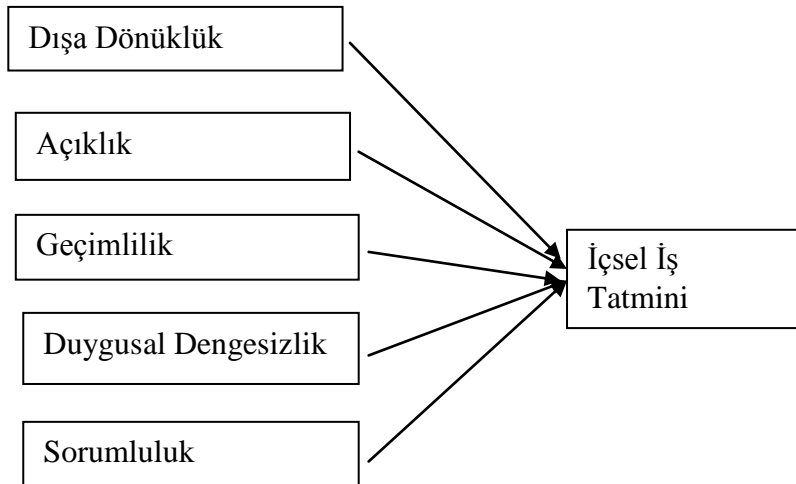 Dışa Dönüklük
Açıklık
Geçimlilik
İçsel İş
Tatmini
Duygusal Dengesizlik
Sorumluluk